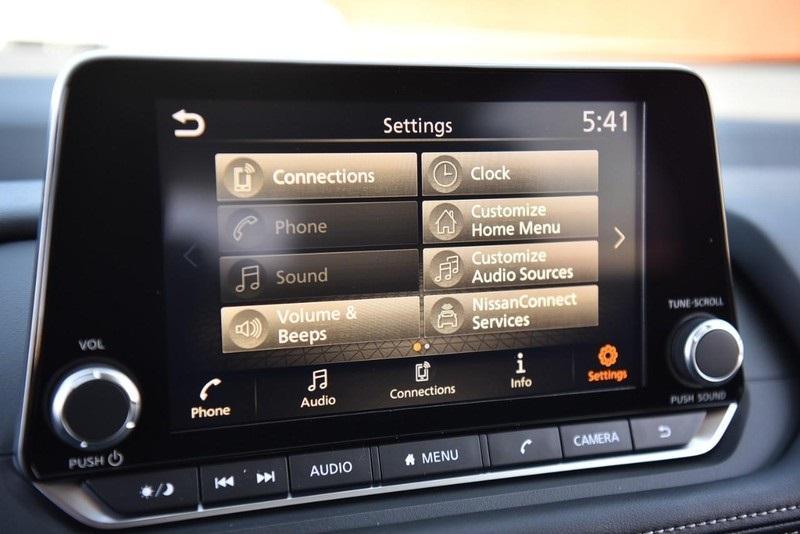 Settings
5:41
Connections
Clock
Phone
Customize
Home Menu
Sound
Customize
Audio Sources
Volume &
Beeps
NissanConnect
Services
Phone
Audio
Connections
Info
Settings
VOL
PUSH
TUNE·SCROLL
PUSH SOUND
AUDIO
MENU
CAMERA